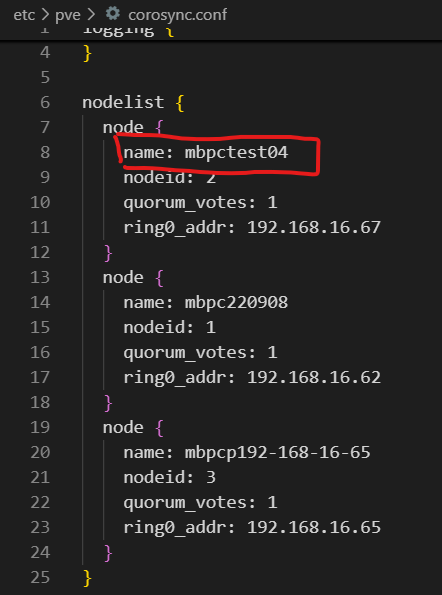 etc > pve > corosync.conf
1 logging {
4 }
5
6 nodelist {
7 node {
8 name: mbpctest04
9 nodeid: 2
10 quorum_votes: 1
11 ring0_addr: 192.168.16.67
12 }
13 node {
14 name: mbpc220908
15 nodeid: 1
16 quorum_votes: 1
17 ring0_addr: 192.168.16.62
18 }
19 node {
20 name: mbpcp192-168-16-65
21 nodeid: 3
22 quorum_votes: 1
23 ring0_addr: 192.168.16.65
24 }
25 }